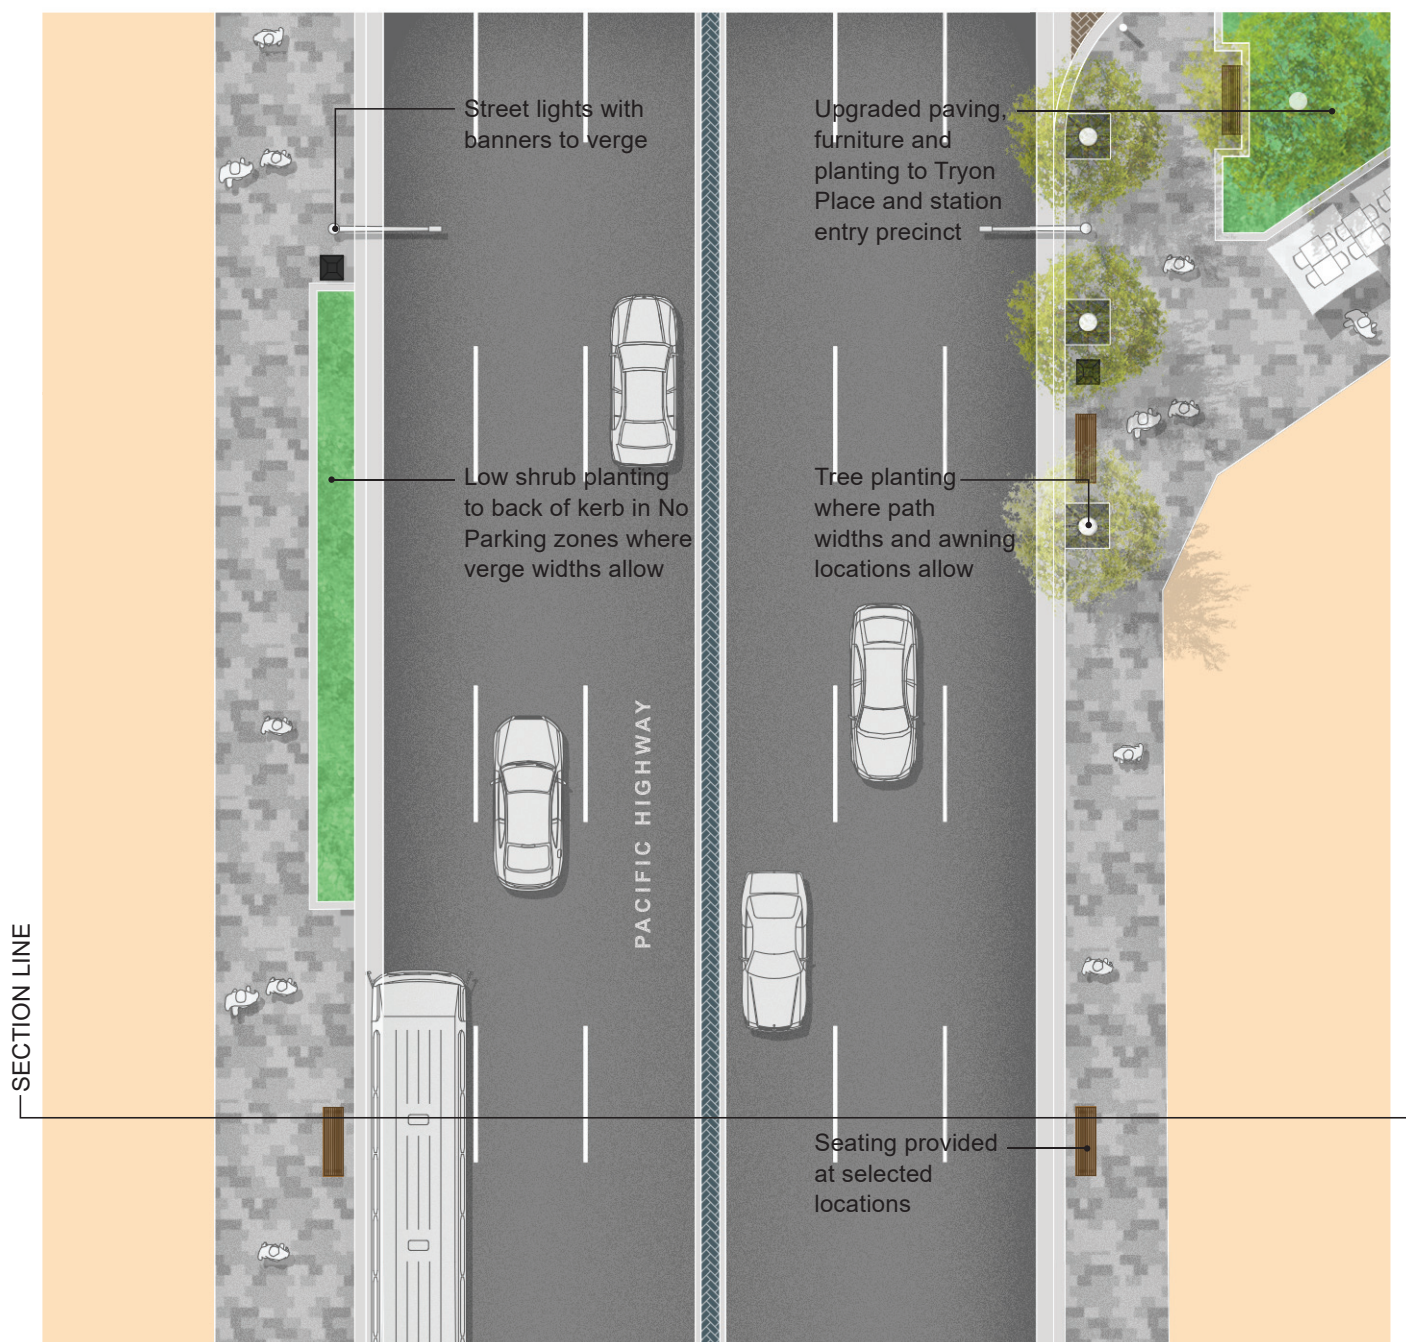 Street lights with
banners to verge
Upgraded paving,
furniture and
planting to Tryon
Place and station
entry precinct
Low shrub planting
to back of kerb in No
Parking zones where
verge widths allow
Tree planting
where path
widths and awning
locations allow
PACIFIC HIGHWAY
SECTION LINE
Seating provided
at selected
locations